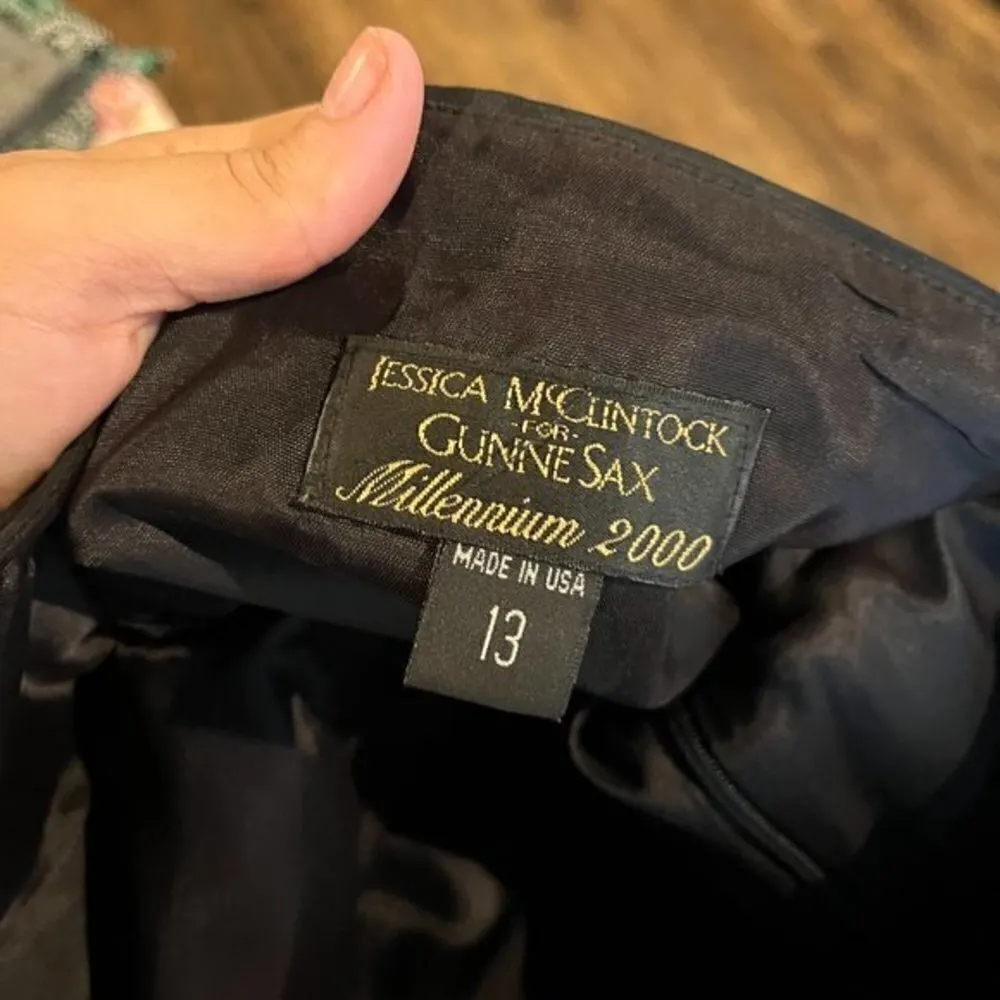 JESSICA McCLINTOCK
-FOR-
GUNNE SAX
Millennium 2000
MADE IN USA
13